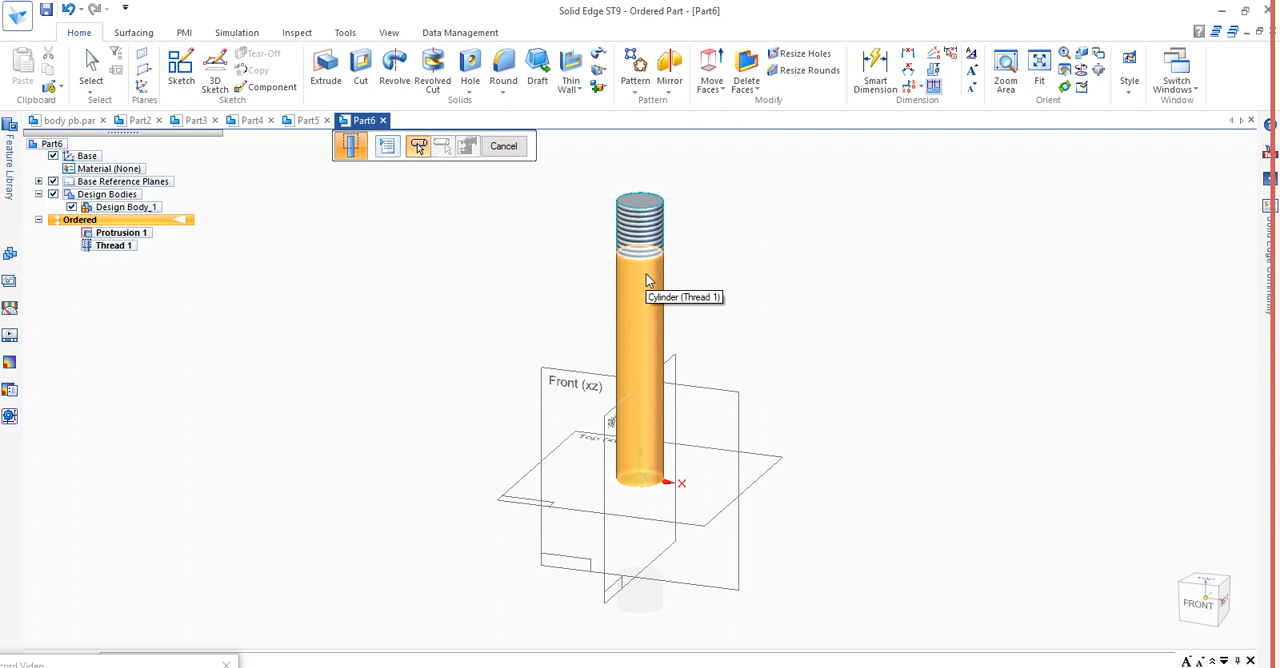 Solid Edge ST9 - Ordered Part - [Part6]
Home Surfacing PMI Simulation Inspect Tools View Data Management
Paste
Clipboard
Select
Select
Planes
Sketch
3D Sketch
Tear-Off
Copy
Component
Sketch
Extrude Cut Revolve Revolved Cut Hole Round Draft Thin Wall
Solids
Pattern Mirror
Pattern
Move Faces Delete Faces
Resize Holes
Resize Rounds
Modify
Smart Dimension
Dimension
Zoom Area Fit
Orient
Style
Style
Switch Windows
Window
body pb.par Part2 Part3 Part4 Part5 Part6
Feature Library
Part6
Base
Material (None)
Base Reference Planes
Design Bodies
Design Body_1
Ordered
Protrusion 1
Thread 1
Cancel
Cylinder (Thread 1)
Front (xz)
X
FRONT
cord Video